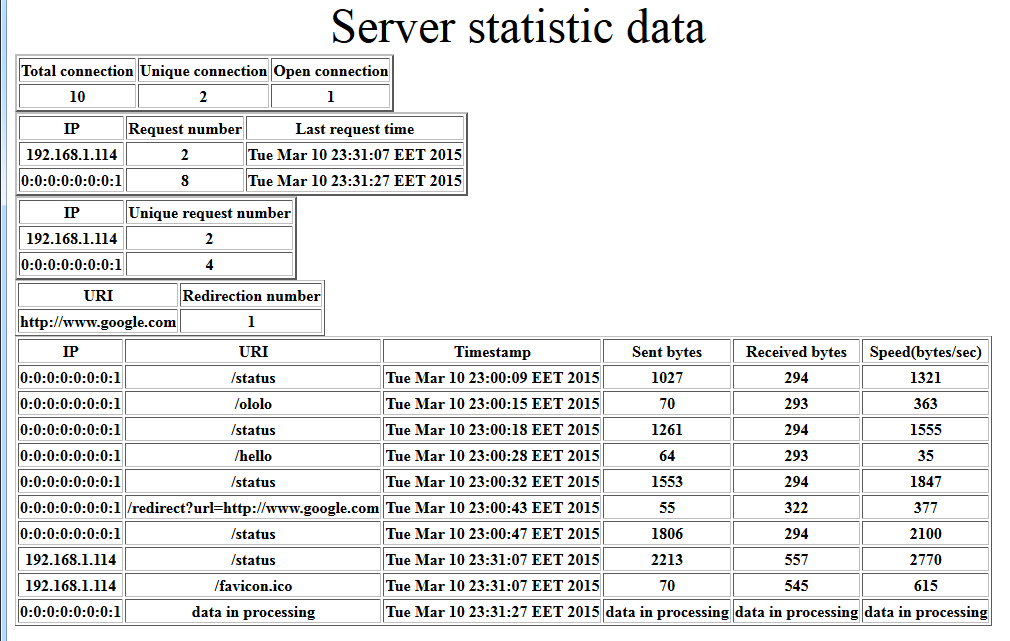 Server statistic data
Total connection Unique connection Open connection
10 2 1
IP Request number Last request time
192.168.1.114 2 Tue Mar 10 23:31:07 EET 2015
0:0:0:0:0:0:0:1 8 Tue Mar 10 23:31:27 EET 2015
IP Unique request number
192.168.1.114 2
0:0:0:0:0:0:0:1 4
URI Redirection number
http://www.google.com 1
IP URI Timestamp Sent bytes Received bytes Speed(bytes/sec)
0:0:0:0:0:0:0:1 /status Tue Mar 10 23:00:09 EET 2015 1027 294 1321
0:0:0:0:0:0:0:1 /ololo Tue Mar 10 23:00:15 EET 2015 70 293 363
0:0:0:0:0:0:0:1 /status Tue Mar 10 23:00:18 EET 2015 1261 294 1555
0:0:0:0:0:0:0:1 /hello Tue Mar 10 23:00:28 EET 2015 64 293 35
0:0:0:0:0:0:0:1 /status Tue Mar 10 23:00:32 EET 2015 1553 294 1847
0:0:0:0:0:0:0:1 /redirect?url=http://www.google.com Tue Mar 10 23:00:43 EET 2015 55 322 377
0:0:0:0:0:0:0:1 /status Tue Mar 10 23:00:47 EET 2015 1806 294 2100
192.168.1.114 /status Tue Mar 10 23:31:07 EET 2015 2213 557 2770
192.168.1.114 /favicon.ico Tue Mar 10 23:31:07 EET 2015 70 545 615
0:0:0:0:0:0:0:1 data in processing Tue Mar 10 23:31:27 EET 2015 data in processing data in processing data in processing